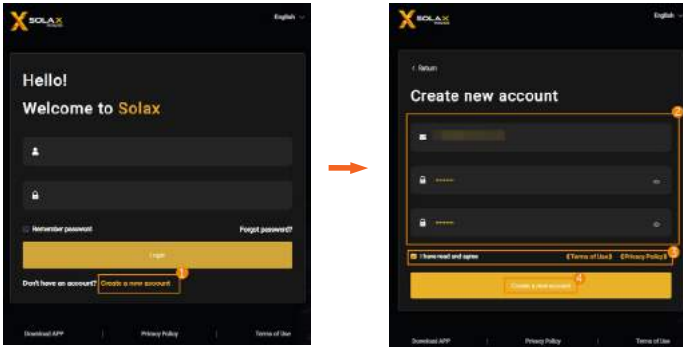 SOLAX
English
Hello!
Welcome to Solax
Remember password
Forgot password?
Login
Don't have an account? Create a new account
1
Download APP | Privacy Policy | Terms of Use
SOLAX
English
Return
Create new account
2
I have read and agree 《Terms of Use》 《Privacy Policy》
3
Create a new account
4
Download APP | Privacy Policy | Terms of Use